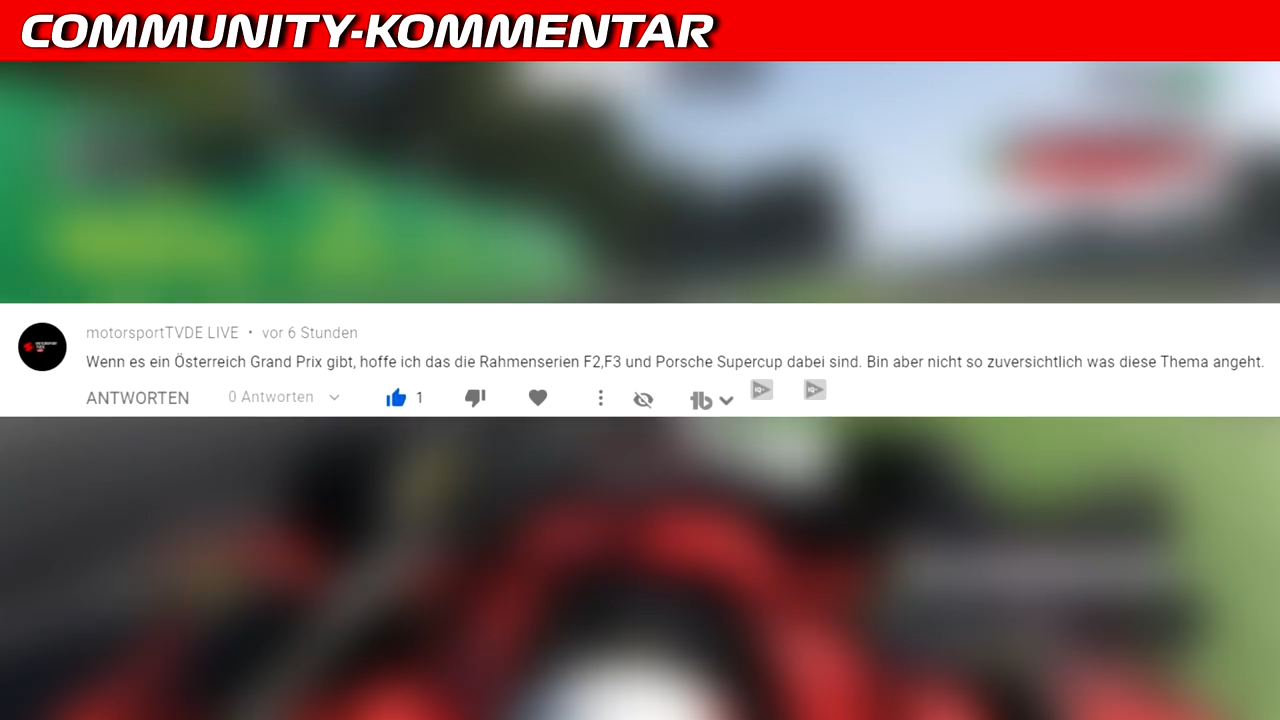 COMMUNITY-KOMMENTAR
motorsportTVDE LIVE • vor 6 Stunden
Wenn es ein Österreich Grand Prix gibt, hoffe ich das die Rahmenserien F2,F3 und Porsche Supercup dabei sind. Bin aber nicht so zuversichtlich was diese Thema angeht.
ANTWORTEN 0 Antworten 1